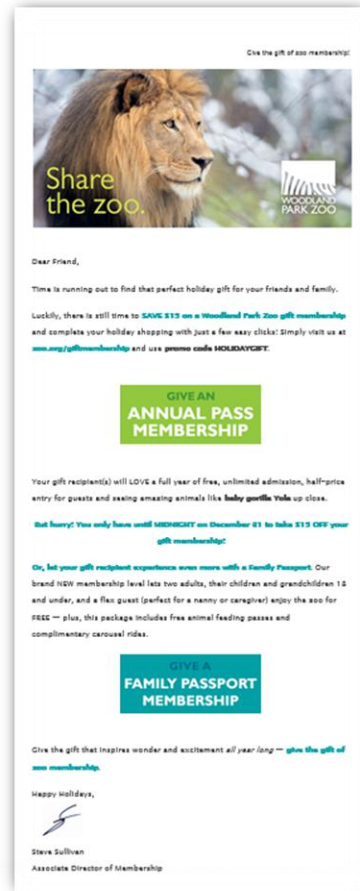 Give the gift of zoo membership!
Share
the zoo.
WOODLAND
PARK ZOO
Dear Friend,
Time is running out to find that perfect holiday gift for your friends and family.
Luckily, there is still time to SAVE $15 on a Woodland Park Zoo gift membership
and complete your holiday shopping with just a few easy clicks! Simply visit us at
zoo.org/giftmembership and use promo code HOLIDAYGIFT.
GIVE AN
ANNUAL PASS
MEMBERSHIP
Your gift recipient(s) will LOVE a full year of free, unlimited admission, half-price
entry for guests and seeing amazing animals like baby gorilla Yola up close.
But hurry! You only have until MIDNIGHT on December 31 to take $15 OFF your
gift membership!
Or, let your gift recipient experience even more with a Family Passport. Our
brand NEW membership level lets two adults, their children and grandchildren 18
and under, and a flex guest (perfect for a nanny or caregiver) enjoy the zoo for
FREE — plus, this package includes free animal feeding passes and
complimentary carousel rides.
GIVE A
FAMILY PASSPORT
MEMBERSHIP
Give the gift that inspires wonder and excitement all year long — give the gift of
zoo membership.
Happy Holidays,
Steve Sullivan
Associate Director of Membership